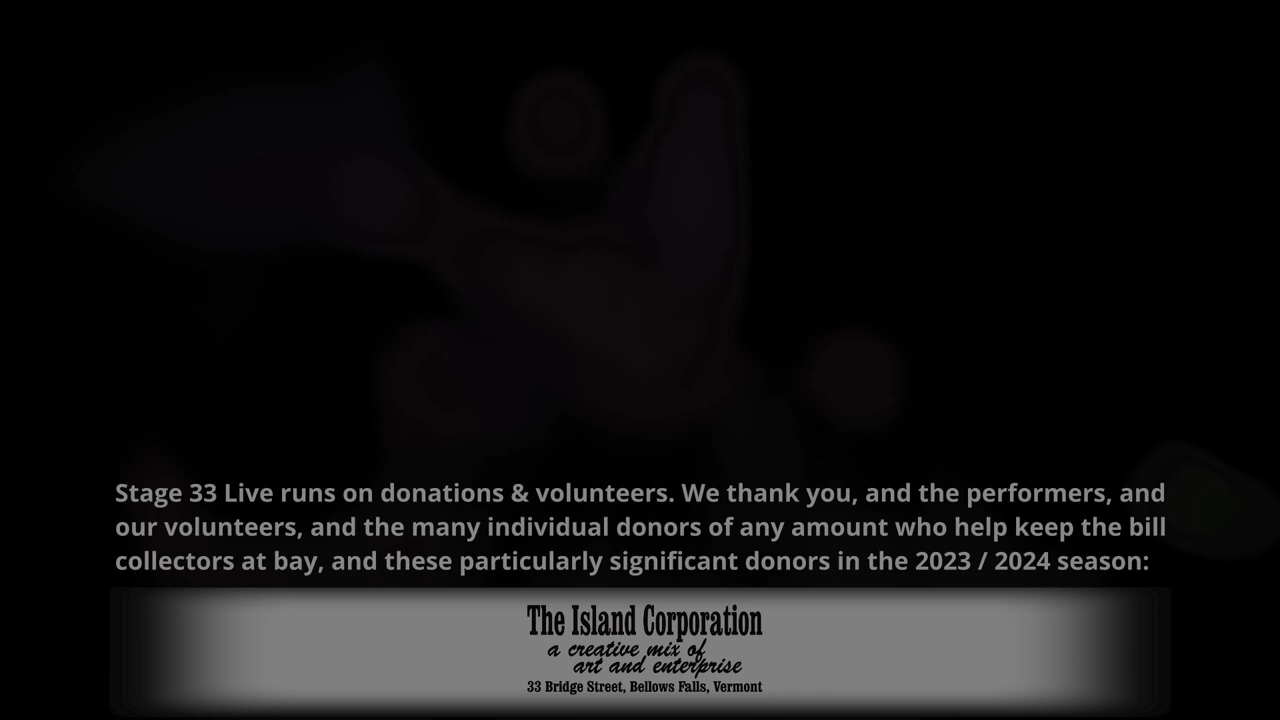 Stage 33 Live runs on donations & volunteers. We thank you, and the performers, and
our volunteers, and the many individual donors of any amount who help keep the bill
collectors at bay, and these particularly significant donors in the 2023 / 2024 season:
The Island Corporation
a creative mix of
art and enterprise
33 Bridge Street, Bellows Falls, Vermont